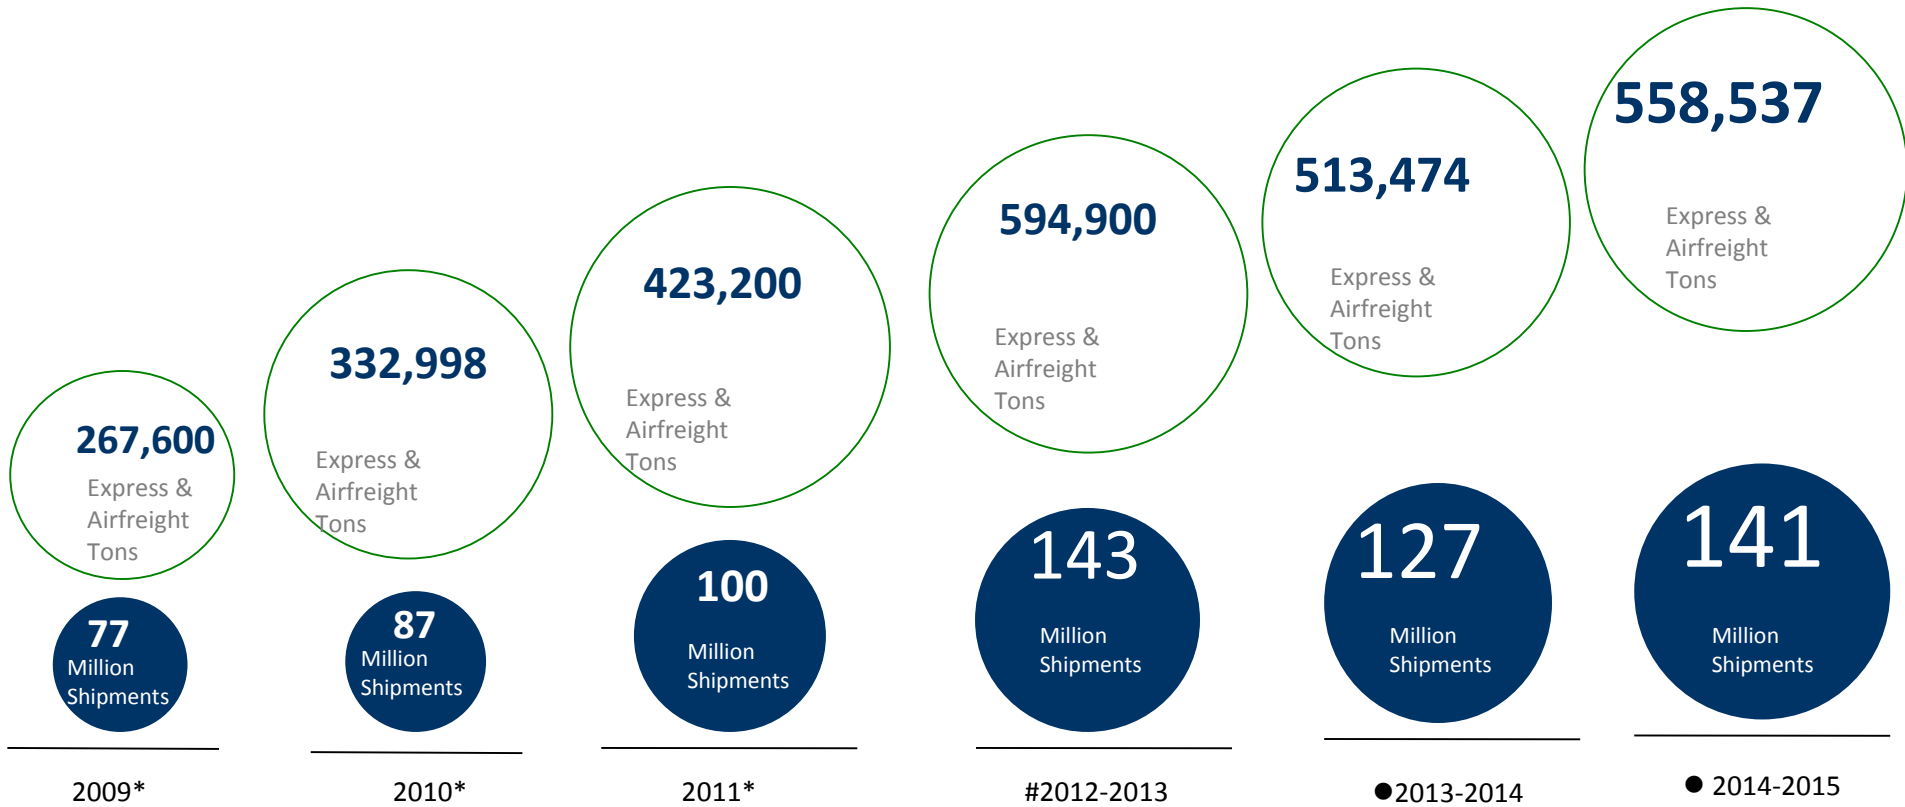 267,600
Express &
Airfreight
Tons
77
Million
Shipments
2009*
332,998
Express &
Airfreight
Tons
87
Million
Shipments
2010*
423,200
Express &
Airfreight
Tons
100
Million
Shipments
2011*
594,900
Express &
Airfreight
Tons
143
Million
Shipments
#2012-2013
513,474
Express &
Airfreight
Tons
127
Million
Shipments
●2013-2014
558,537
Express &
Airfreight
Tons
141
Million
Shipments
● 2014-2015